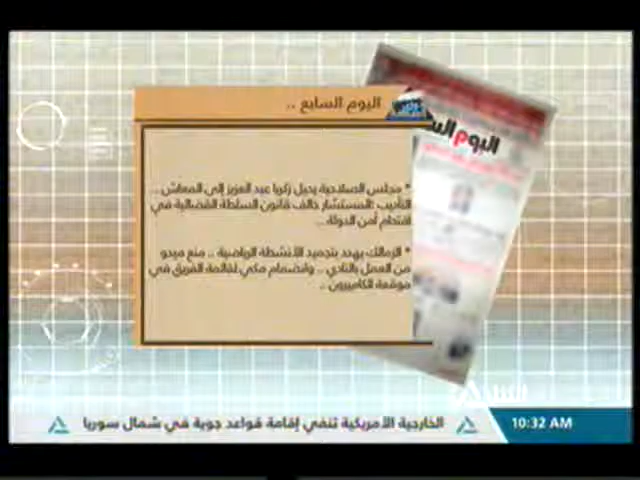 اليوم السابع ..
اليوم
* مجلس الصلاحية يحيل زكريا عبد العزيز إلى المعاش ..
التأديب :المستشار خالف قانون السلطة القضائية في
اقتحام أمن الدولة ..
* الزمالك يهدد بتجميد الأنشطة الرياضية .. منع ميدو
من العمل بالنادي .. وانضمام مكي لقائمة الفريق في
موقعة الكاميرون ..
الخارجية الأمريكية تنفي إقامة قواعد جوية في شمال سوريا
10:32 AM